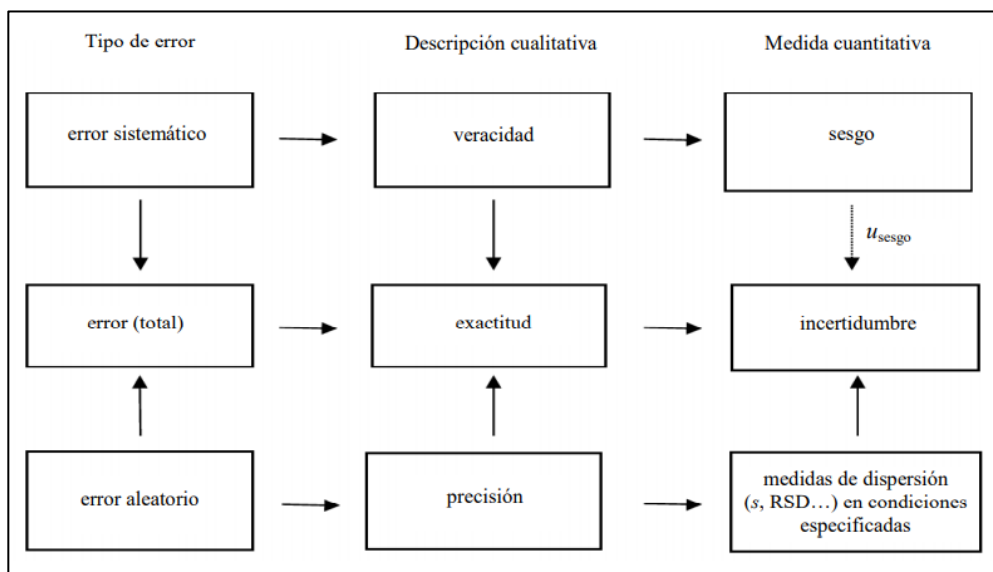 Tipo de error
Descripción cualitativa
Medida cuantitativa
error sistemático
veracidad
sesgo
u sesgo
error (total)
exactitud
incertidumbre
error aleatorio
precisión
medidas de dispersión
(s, RSD…) en condiciones
especificadas